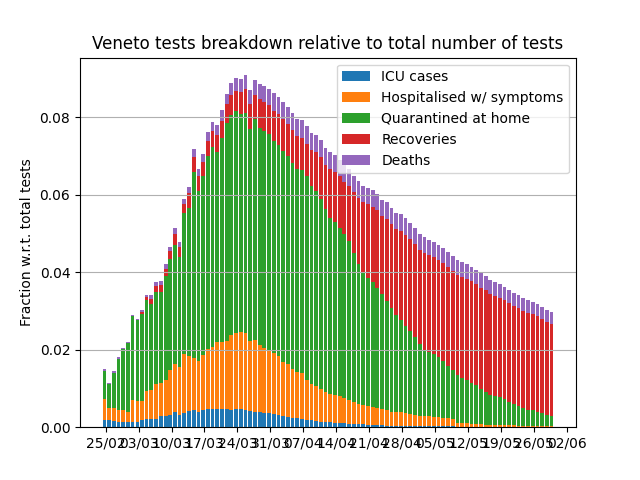 Veneto tests breakdown relative to total number of tests
ICU cases
Hospitalised w/ symptoms
Quarantined at home
Recoveries
Deaths
Fraction w.r.t. total tests
0.08
0.06
0.04
0.02
0.00
25/02 03/03 10/03 17/03 24/03 31/03 07/04 14/04 21/04 28/04 05/05 12/05 19/05 26/05 02/06